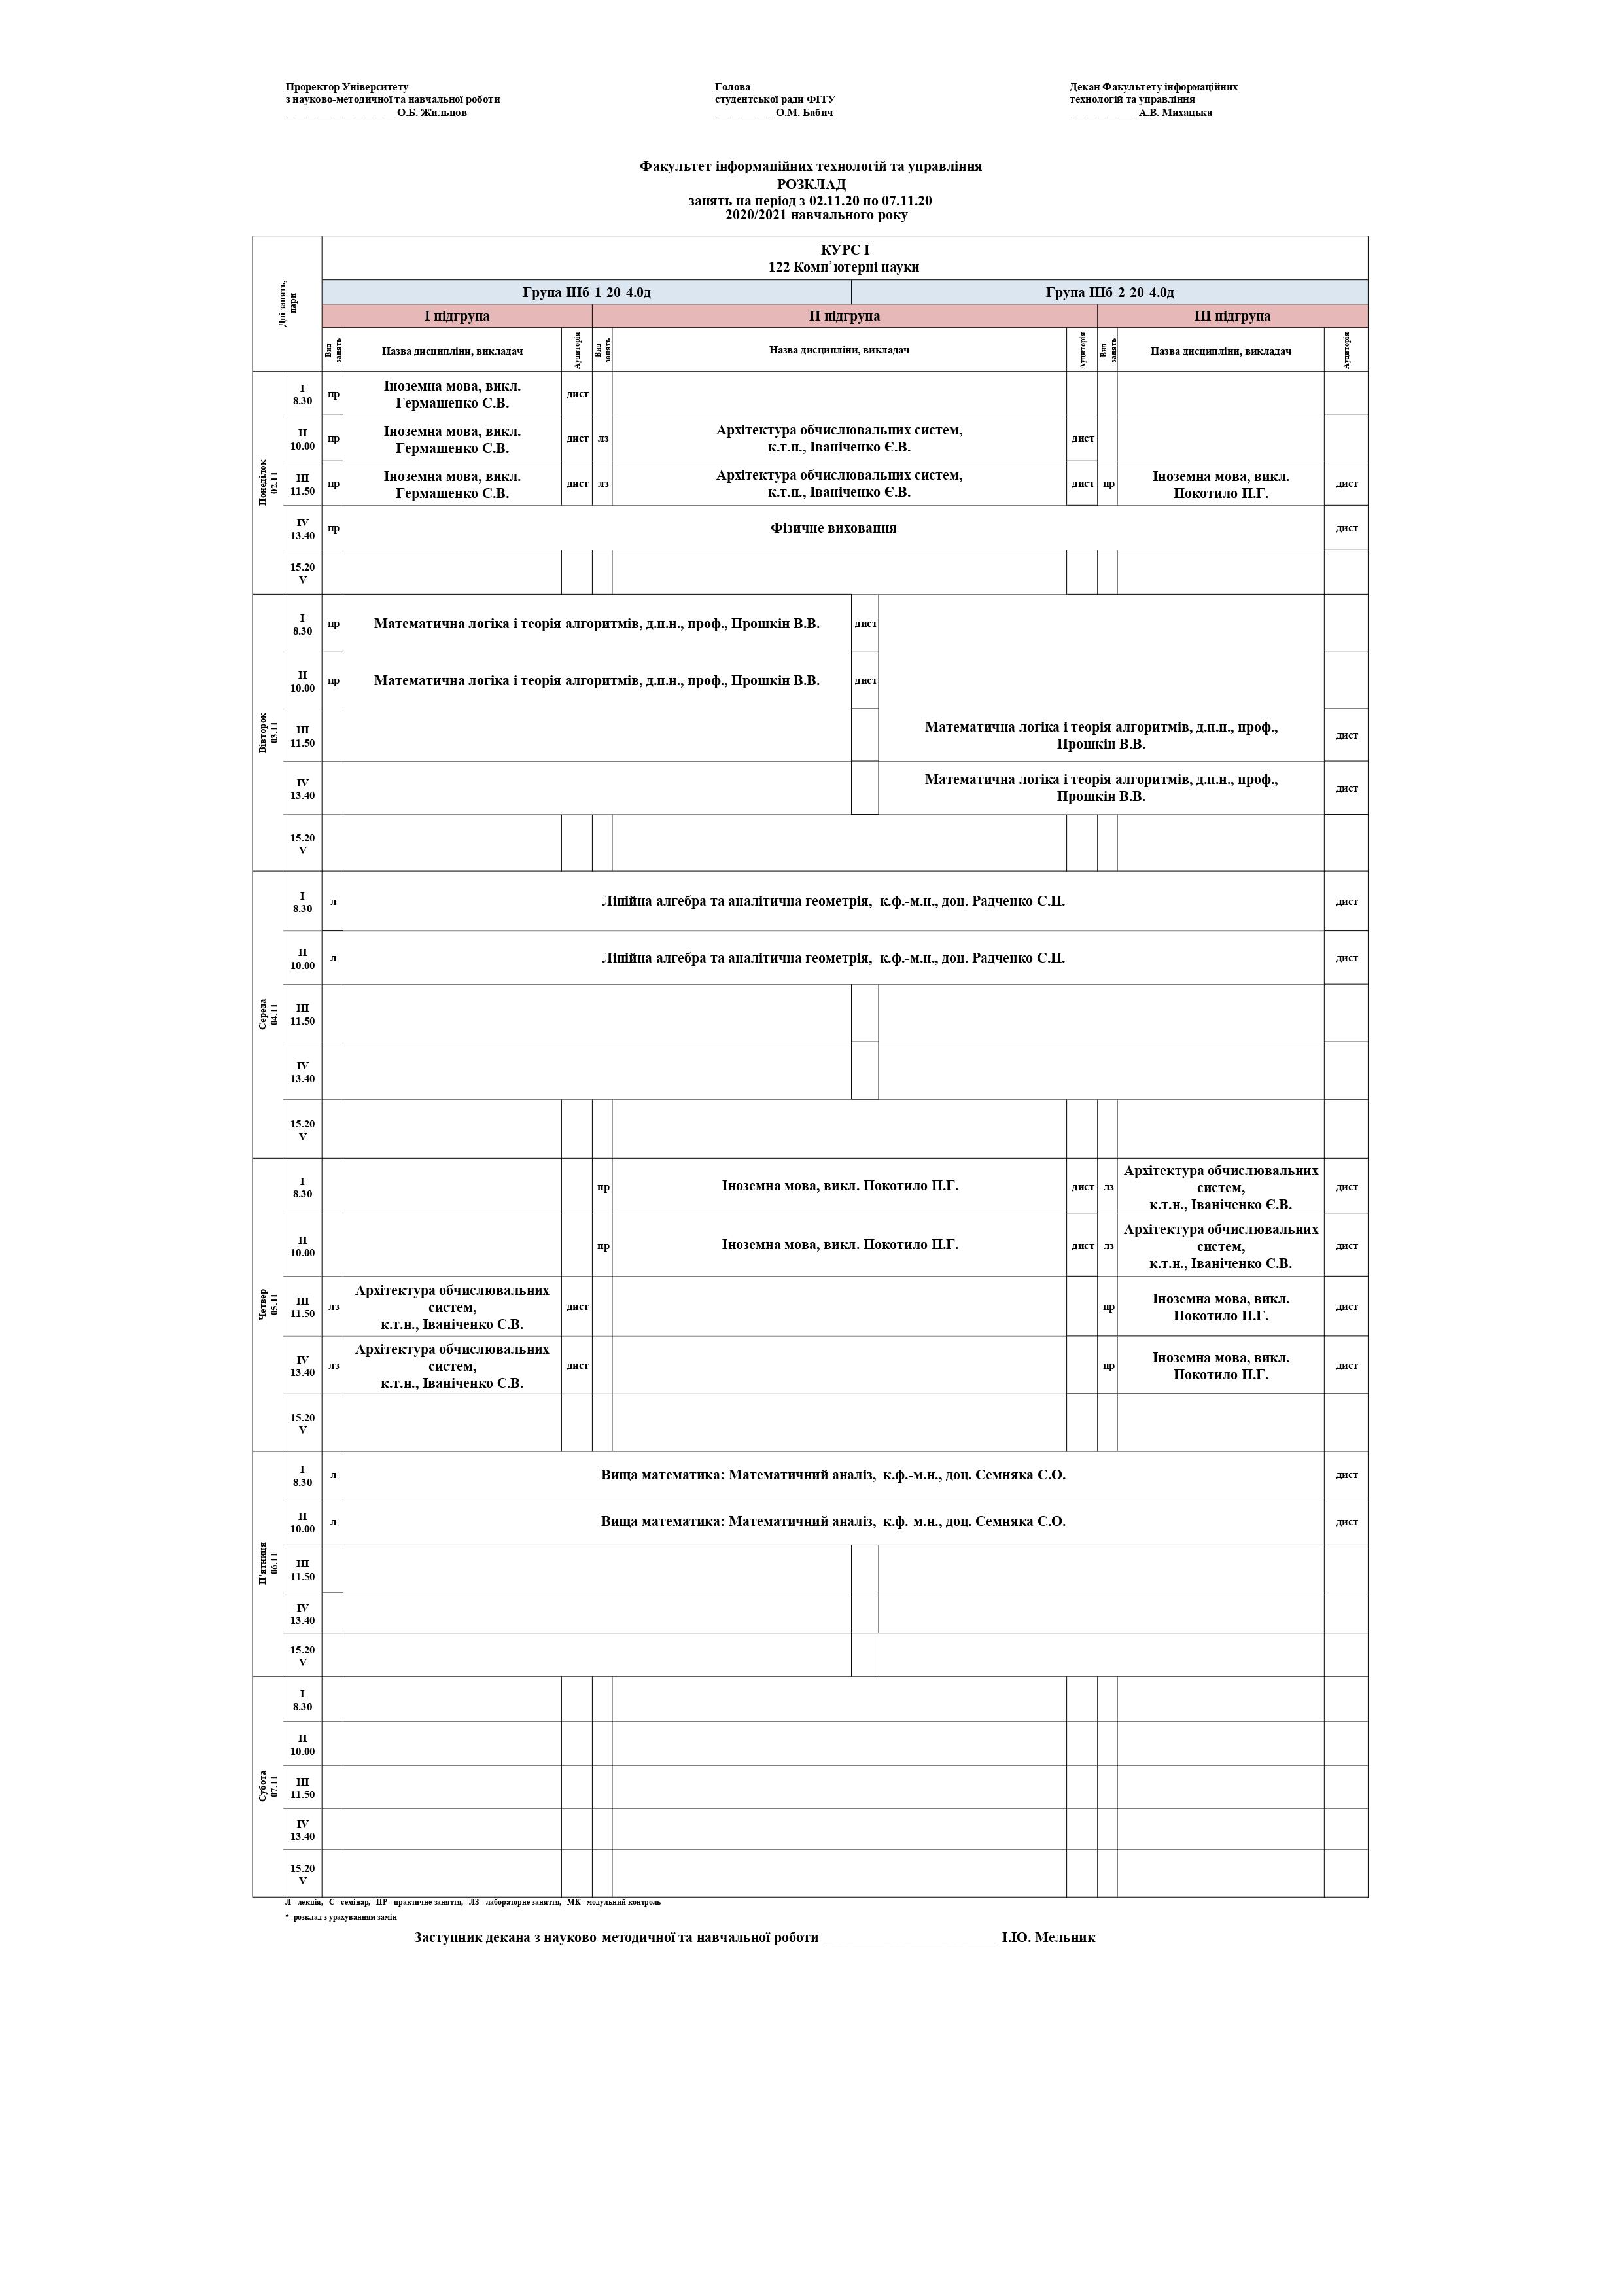 Проректор Університету
з науково-методичної та навчальної роботи
____________________О.Б. Жильцов
Голова
студентської ради ФІТУ
__________ О.М. Бабич
Декан Факультету інформаційних
технологій та управління
____________ А.В. Михацька
Факультет інформаційних технологій та управління
РОЗКЛАД
занять на період з 02.11.20 по 07.11.20
2020/2021 навчального року
Дні занять,
пари
КУРС І
122 Комп'ютерні науки
Група ІНб-1-20-4.0д
Група ІНб-2-20-4.0д
І підгрупа
ІІ підгрупа
ІІІ підгрупа
Вид
занять
Назва дисципліни, викладач
Аудиторія
Вид
занять
Назва дисципліни, викладач
Аудиторія
Вид
занять
Назва дисципліни, викладач
Аудиторія
Понеділок
02.11
I
8.30
пр
Іноземна мова, викл.
Гермашенко С.В.
дист
II
10.00
пр
Іноземна мова, викл.
Гермашенко С.В.
дист
лз
Архітектура обчислювальних систем,
к.т.н., Іваніченко Є.В.
дист
III
11.50
пр
Іноземна мова, викл.
Гермашенко С.В.
дист
лз
Архітектура обчислювальних систем,
к.т.н., Іваніченко Є.В.
дист
пр
Іноземна мова, викл.
Покотило П.Г.
дист
IV
13.40
пр
Фізичне виховання
дист
15.20
V
Вівторок
03.11
I
8.30
пр
Математична логіка і теорія алгоритмів, д.п.н., проф., Прошкін В.В.
дист
II
10.00
пр
Математична логіка і теорія алгоритмів, д.п.н., проф., Прошкін В.В.
дист
III
11.50
Математична логіка і теорія алгоритмів, д.п.н., проф.,
Прошкін В.В.
дист
IV
13.40
Математична логіка і теорія алгоритмів, д.п.н., проф.,
Прошкін В.В.
дист
15.20
V
Середа
04.11
I
8.30
л
Лінійна алгебра та аналітична геометрія, к.ф.-м.н., доц. Радченко С.П.
дист
II
10.00
л
Лінійна алгебра та аналітична геометрія, к.ф.-м.н., доц. Радченко С.П.
дист
III
11.50
IV
13.40
15.20
V
Четвер
05.11
I
8.30
пр
Іноземна мова, викл. Покотило П.Г.
дист
лз
Архітектура обчислювальних
систем,
к.т.н., Іваніченко Є.В.
дист
II
10.00
пр
Іноземна мова, викл. Покотило П.Г.
дист
лз
Архітектура обчислювальних
систем,
к.т.н., Іваніченко Є.В.
дист
III
11.50
лз
Архітектура обчислювальних
систем,
к.т.н., Іваніченко Є.В.
дист
пр
Іноземна мова, викл.
Покотило П.Г.
дист
IV
13.40
лз
Архітектура обчислювальних
систем,
к.т.н., Іваніченко Є.В.
дист
пр
Іноземна мова, викл.
Покотило П.Г.
дист
15.20
V
П'ятниця
06.11
I
8.30
л
Вища математика: Математичний аналіз, к.ф.-м.н., доц. Семняка С.О.
дист
II
10.00
л
Вища математика: Математичний аналіз, к.ф.-м.н., доц. Семняка С.О.
дист
III
11.50
IV
13.40
15.20
V
Субота
07.11
I
8.30
II
10.00
III
11.50
IV
13.40
15.20
V
Л - лекція, С - семінар, ПР - практичне заняття, ЛЗ - лабораторне заняття, МК - модульний контроль
*- розклад з урахуванням замін
Заступник декана з науково-методичної та навчальної роботи ____________________ І.Ю. Мельник